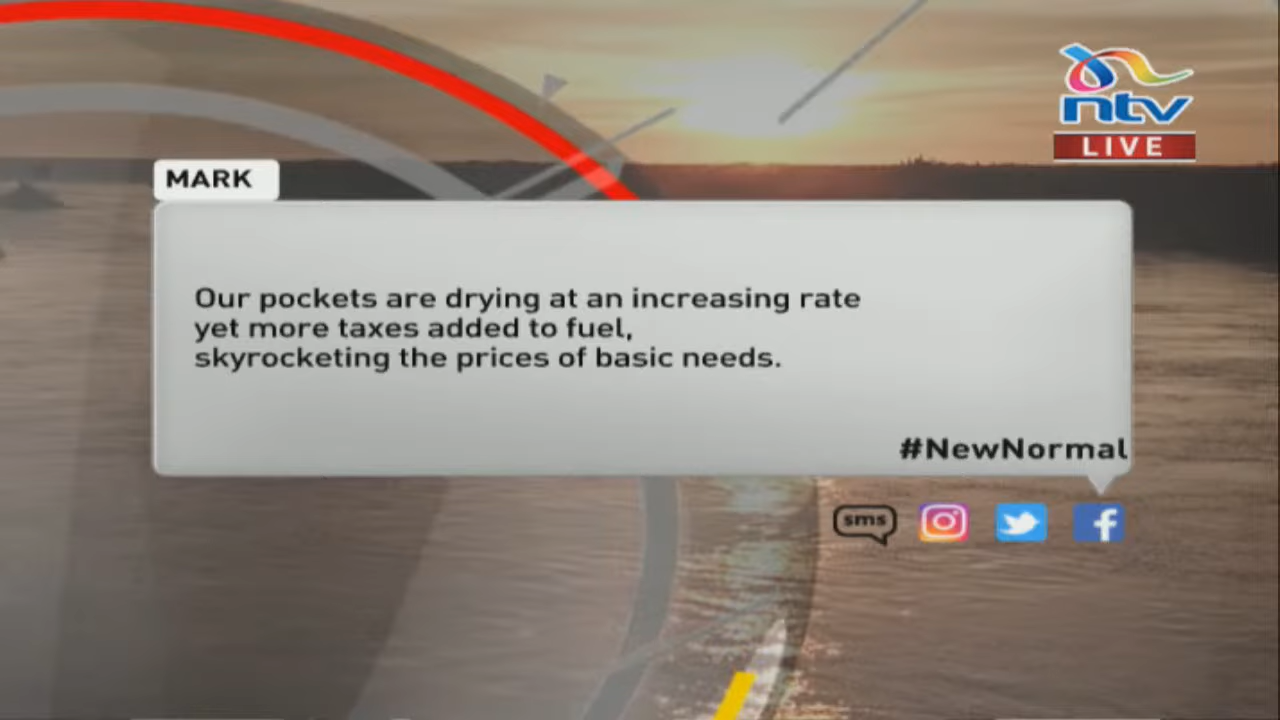 ntv
LIVE
MARK
Our pockets are drying at an increasing rate
yet more taxes added to fuel,
skyrocketing the prices of basic needs.
#NewNormal
sms